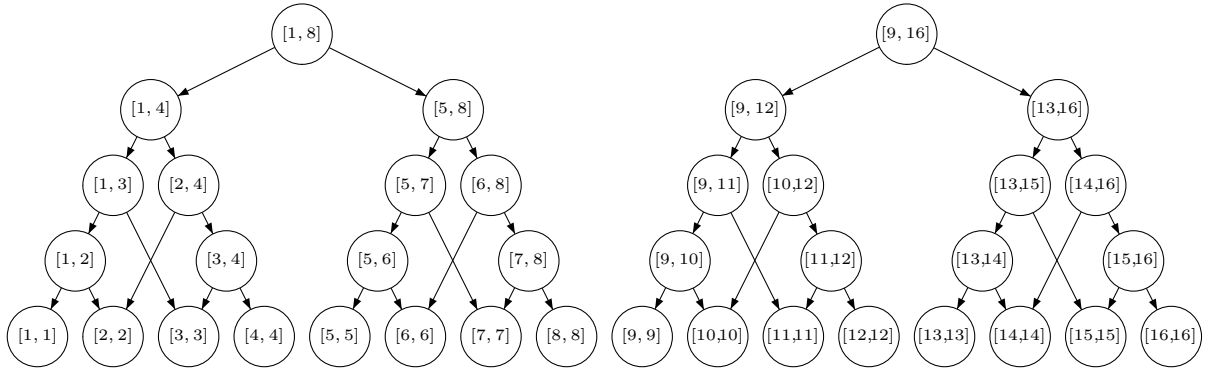 [1, 8] [9, 16]
[1, 4] [5, 8] [9, 12] [13,16]
[1, 3] [2, 4] [5, 7] [6, 8] [9, 11] [10,12] [13,15] [14,16]
[1, 2] [3, 4] [5, 6] [7, 8] [9, 10] [11,12] [13,14] [15,16]
[1, 1] [2, 2] [3, 3] [4, 4] [5, 5] [6, 6] [7, 7] [8, 8] [9, 9] [10,10] [11,11] [12,12] [13,13] [14,14] [15,15] [16,16]